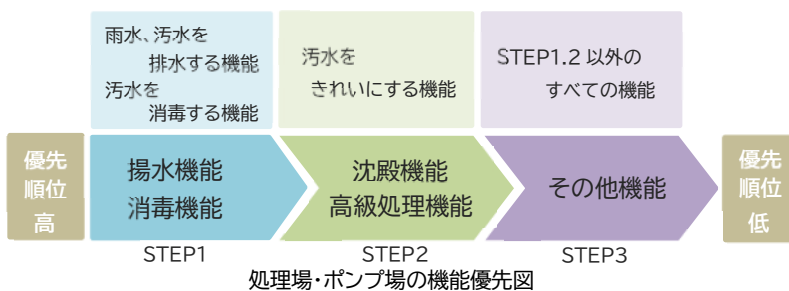 雨水、汚水を
排水する機能
汚水を
消毒する機能
汚水を
きれいにする機能
STEP1.2以外の
すべての機能
優先
順位
高
揚水機能
消毒機能
沈殿機能
高級処理機能
その他機能
優先
順位
低
STEP1
STEP2
STEP3
処理場・ポンプ場の機能優先図